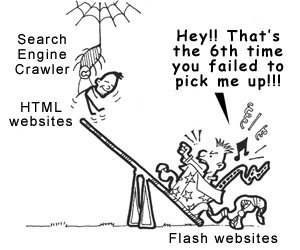 Search
Engine
Crawler
HTML
websites
Hey!! That's
the 6th time
you failed to
pick me up!!!
Flash websites